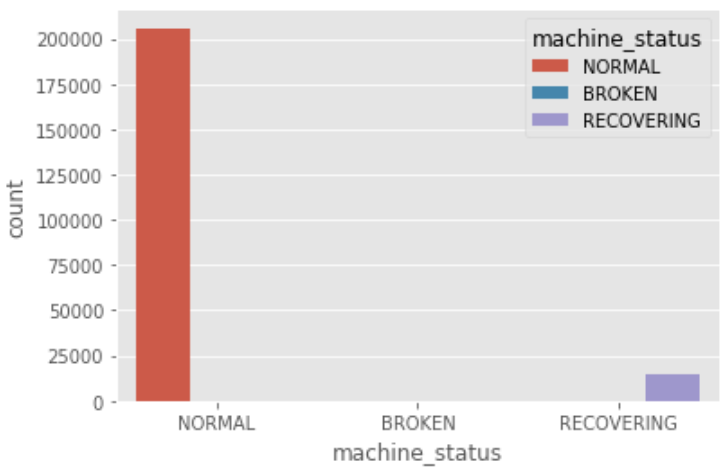 machine_status
NORMAL
BROKEN
RECOVERING
count
200000
175000
150000
125000
100000
75000
50000
25000
0
NORMAL BROKEN RECOVERING
machine_status